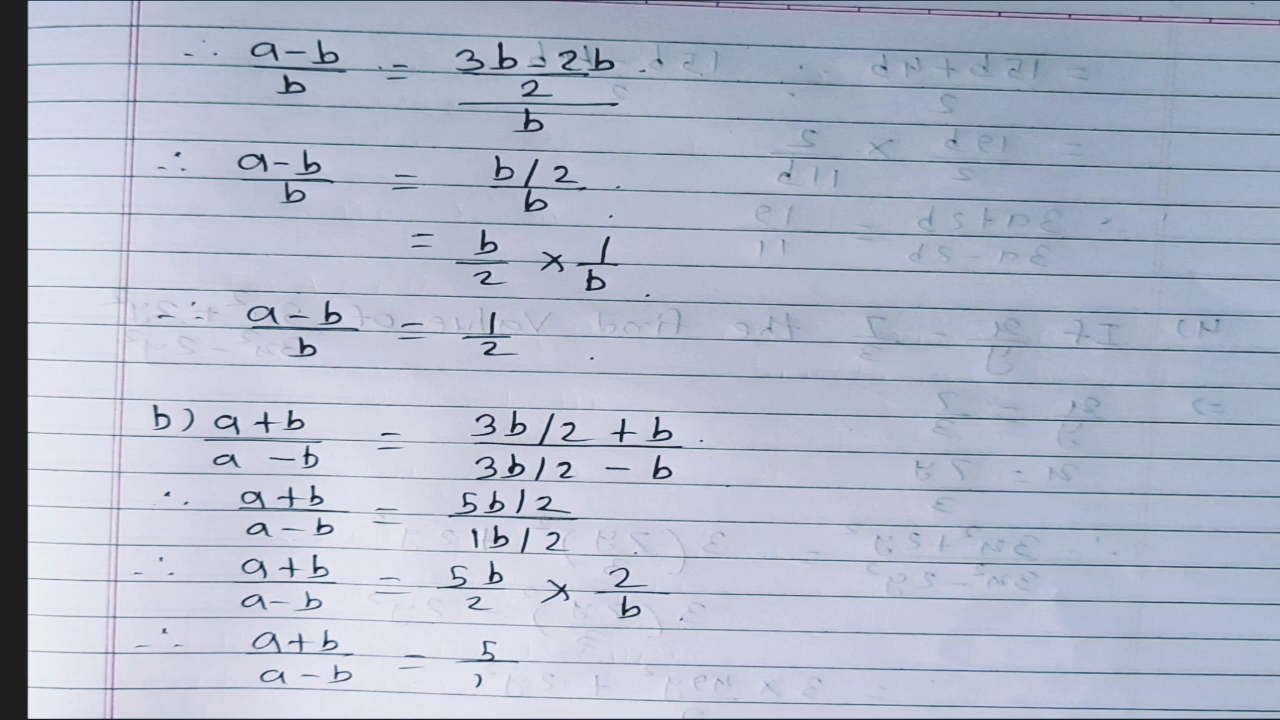 ∴ a-b/b = 3b-2b/2/b
∴ a-b/b = b/2/b
= b/2 × 1/b
∴ a-b/b = 1/2
b) a+b/a-b = 3b/2 + b/3b/2 - b
∴ a+b/a-b = 5b/2/1b/2
∴ a+b/a-b = 5b/2 × 2/b
∴ a+b/a-b = 5/